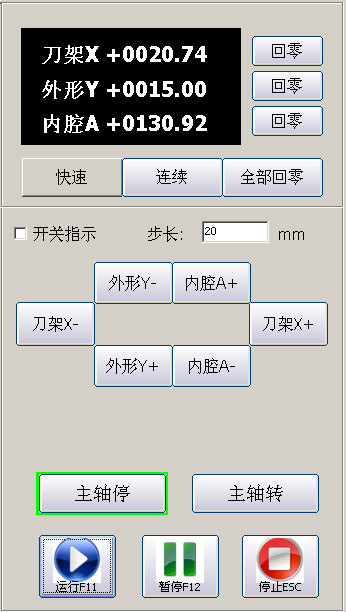 刀架X +0020.74 回零
外形Y +0015.00 回零
内腔A +0130.92 回零
快速 连续 全部回零
开关指示 步长: 20 mm
外形Y- 内腔A+
刀架X- 刀架X+
外形Y+ 内腔A-
主轴停 主轴转
运行F11 暂停F12 停止ESC